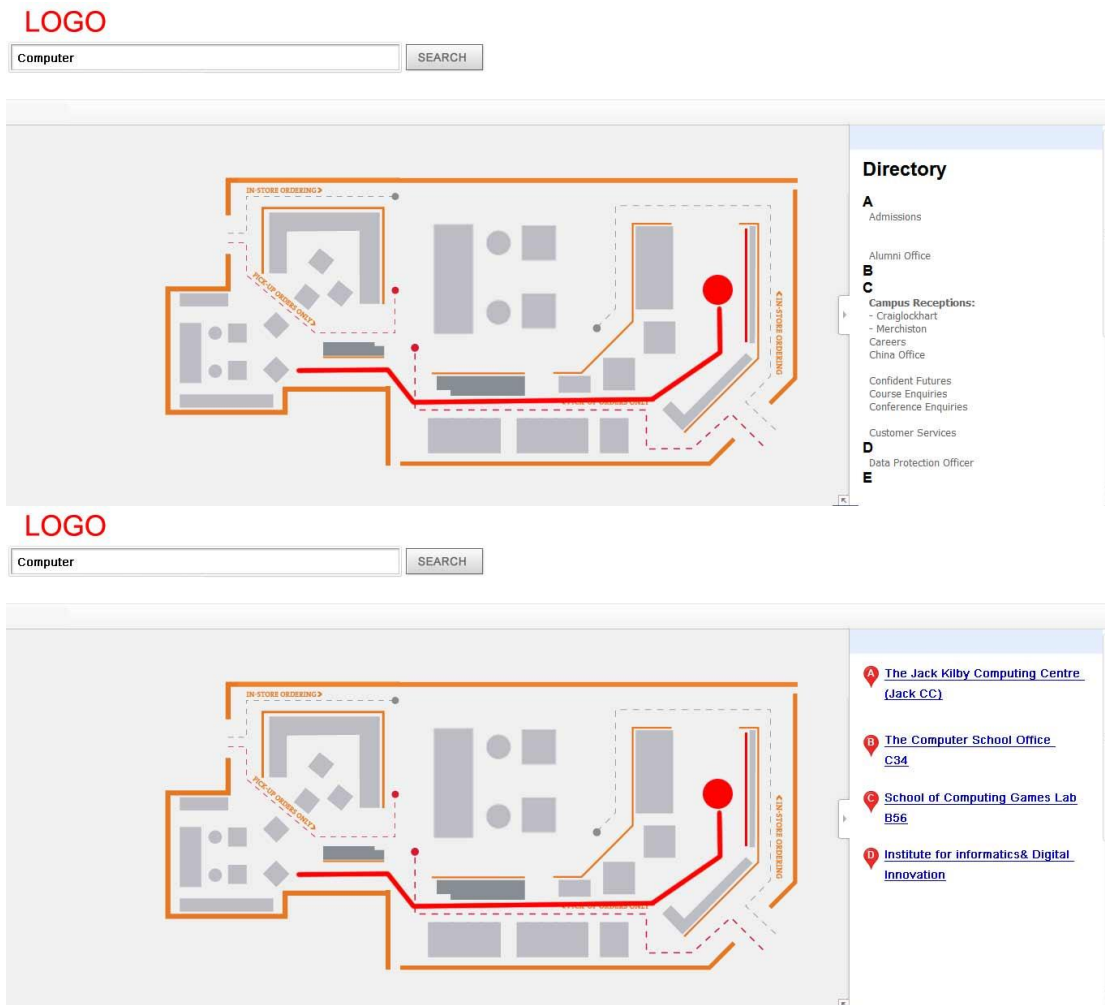 LOGO
Computer
SEARCH
IN-STORE ORDERING
PICK-UP ORDERS ONLY
IN-STORE ORDERING
ORDERS ONLY
Directory
A
Admissions
Alumni Office
B
C
Campus Receptions:
- Craiglockhart
- Merchiston
Careers
China Office
Confident Futures
Course Enquiries
Conference Enquiries
Customer Services
D
Data Protection Officer
E
LOGO
Computer
SEARCH
IN-STORE ORDERING
PICK-UP ORDERS ONLY
IN-STORE ORDERING
A The Jack Kilby Computing Centre
(Jack CC)
B The Computer School Office
C34
C School of Computing Games Lab
B56
D Institute for informatics& Digital
Innovation